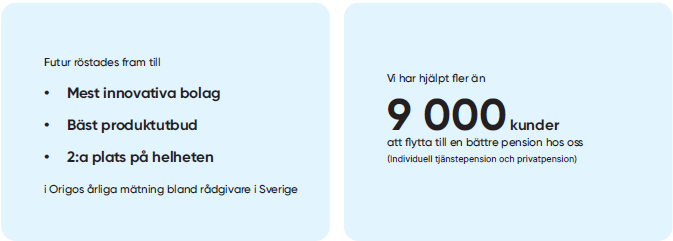 Futur röstades fram till
• Mest innovativa bolag
• Bäst produktutbud
• 2:a plats på helheten
i Origos årliga mätning bland rådgivare i Sverige
Vi har hjälpt fler än
9 000 kunder
att flytta till en bättre pension hos oss
(Individuell tjänstepension och privatpension)